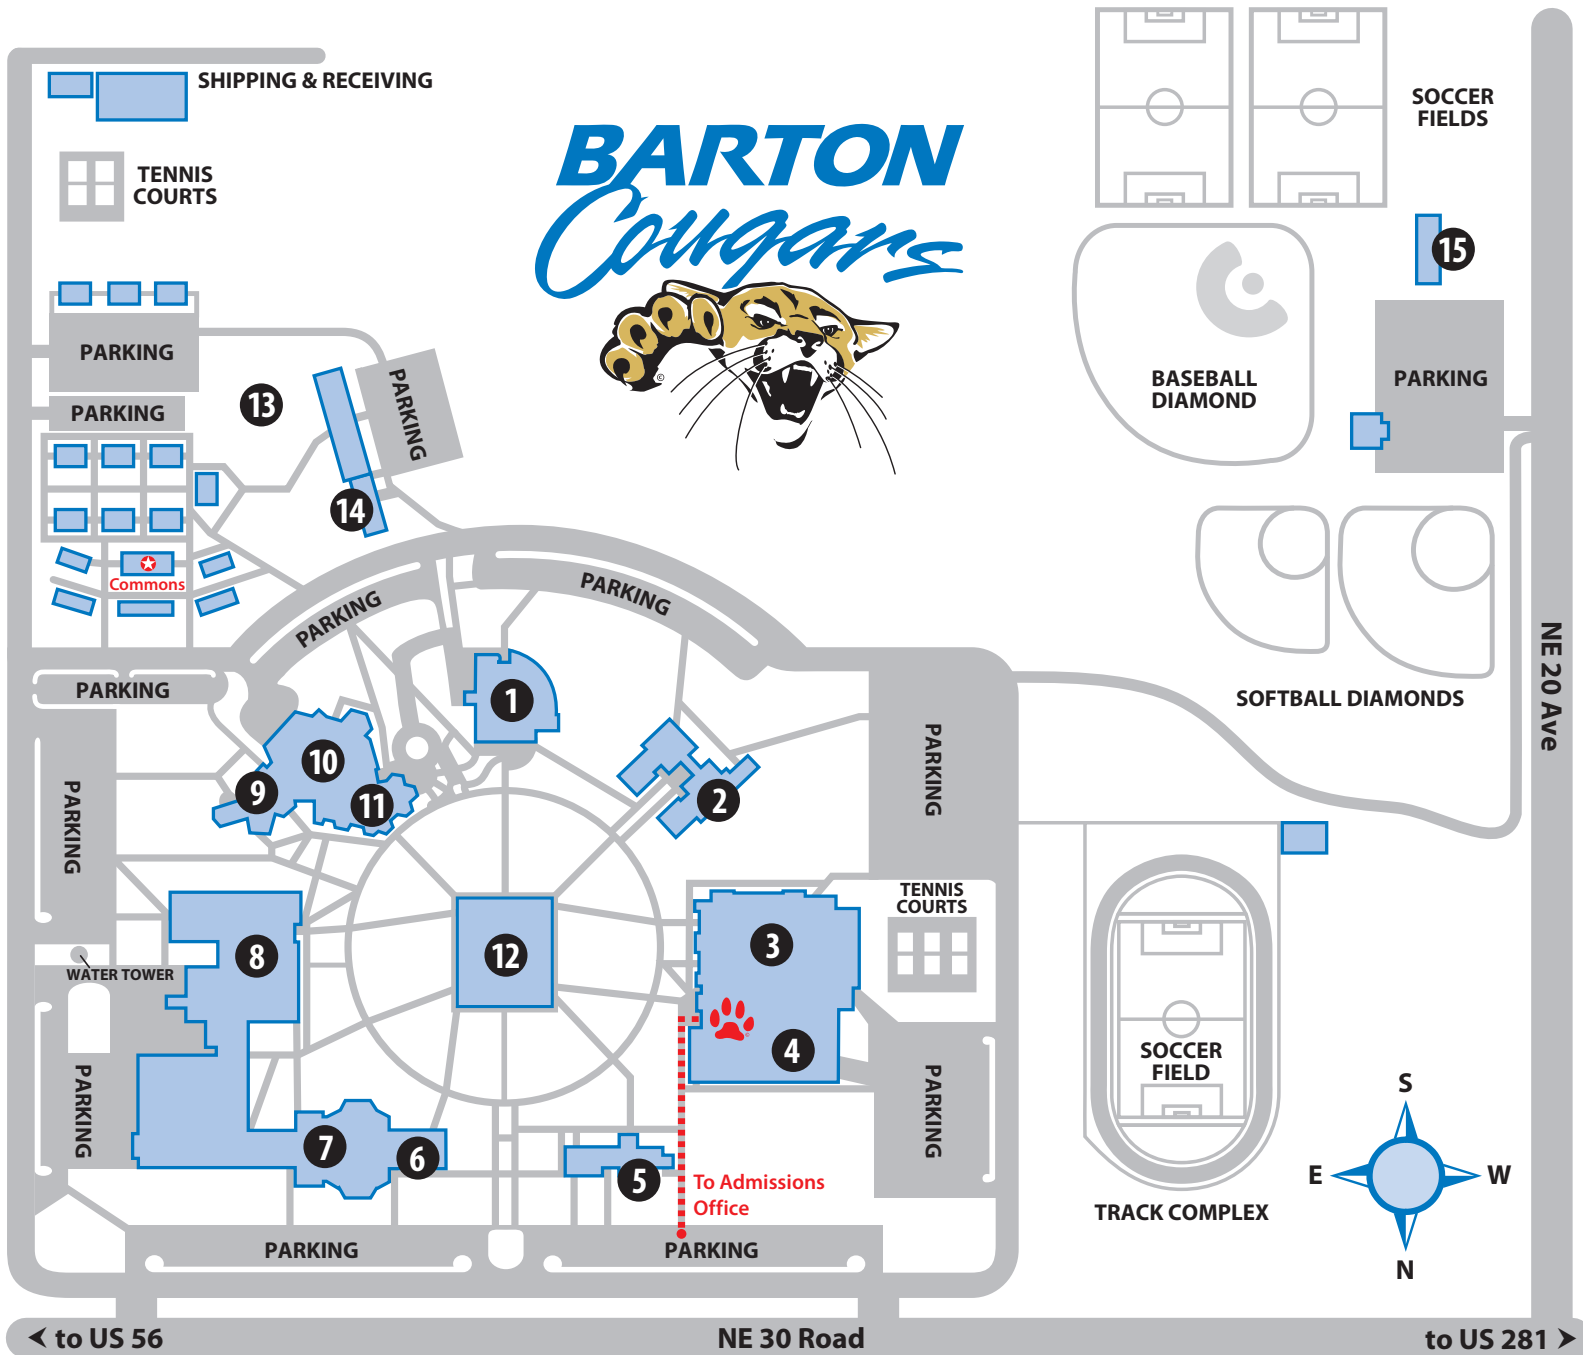 SHIPPING & RECEIVING
TENNIS
COURTS
BARTON
Cougars
©
SOCCER
FIELDS
15
PARKING
PARKING
13
PARKING
14
PARKING
BASEBALL
DIAMOND
PARKING
Commons
PARKING
PARKING
PARKING
1
SOFTBALL DIAMONDS
NE 20 Ave
10
9
11
2
PARKING
PARKING
TENNIS
COURTS
8
12
3
WATER TOWER
4
PARKING
PARKING
SOCCER
FIELD
7
6
5
To Admissions
Office
TRACK COMPLEX
S
E
W
N
PARKING
PARKING
to US 56
NE 30 Road
to US 281